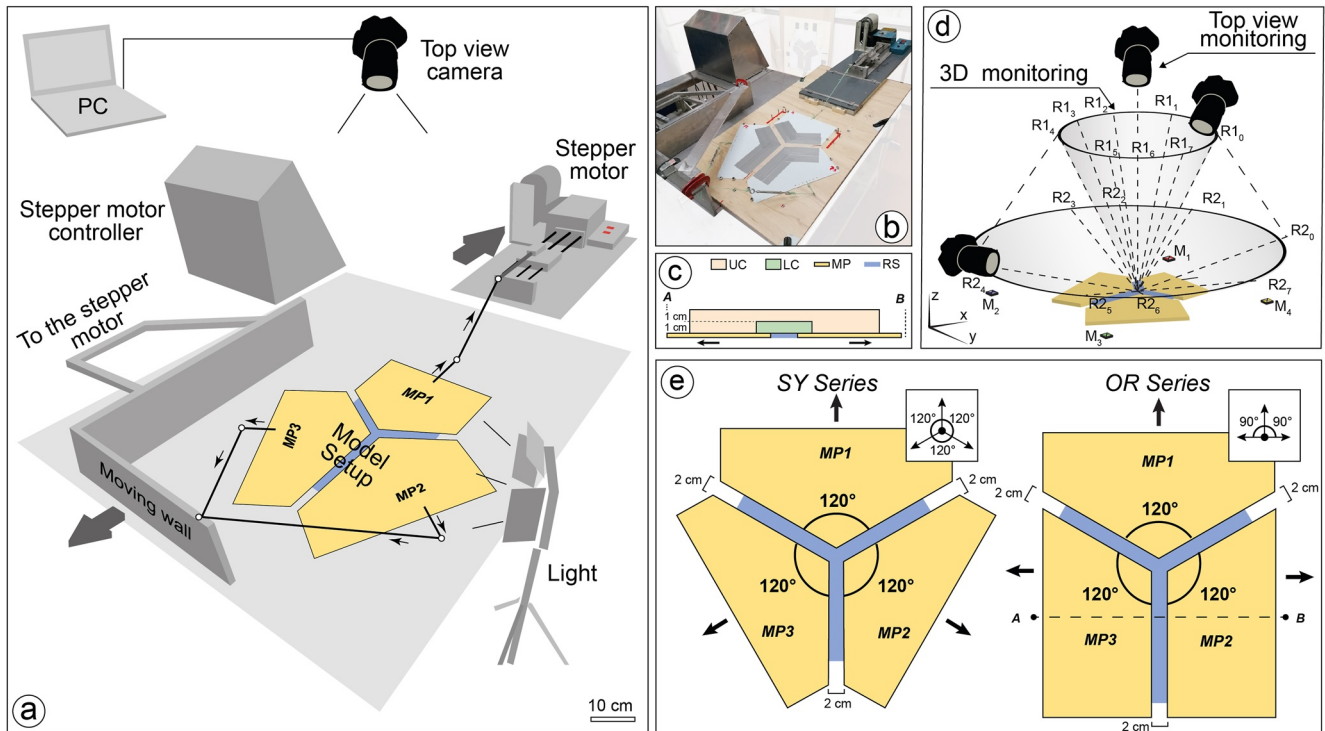 PC
Top view
camera
Stepper motor
controller
Stepper
motor
To the stepper
motor
MP1
MP3
Model
Setup
MP2
Moving wall
Light
a
10 cm
b
c
UC LC MP RS
A
B
1 cm
1 cm
d
Top view
monitoring
3D monitoring
R1₃ R1₂ R1₁
R1₄ R1₀
R1₅ R1₆ R1₇
R2₃ R2₂ R2₁
R2₀
M₁
R2₄ R2₇
M₂ R2₅ R2₆ M₄
M₃
z
x
y
e
SY Series
120° 120°
120°
MP1
2 cm 2 cm
120°
120° 120°
MP3 MP2
2 cm
OR Series
90° 90°
MP1
2 cm 2 cm
120°
120° 120°
A B
MP3 MP2
2 cm